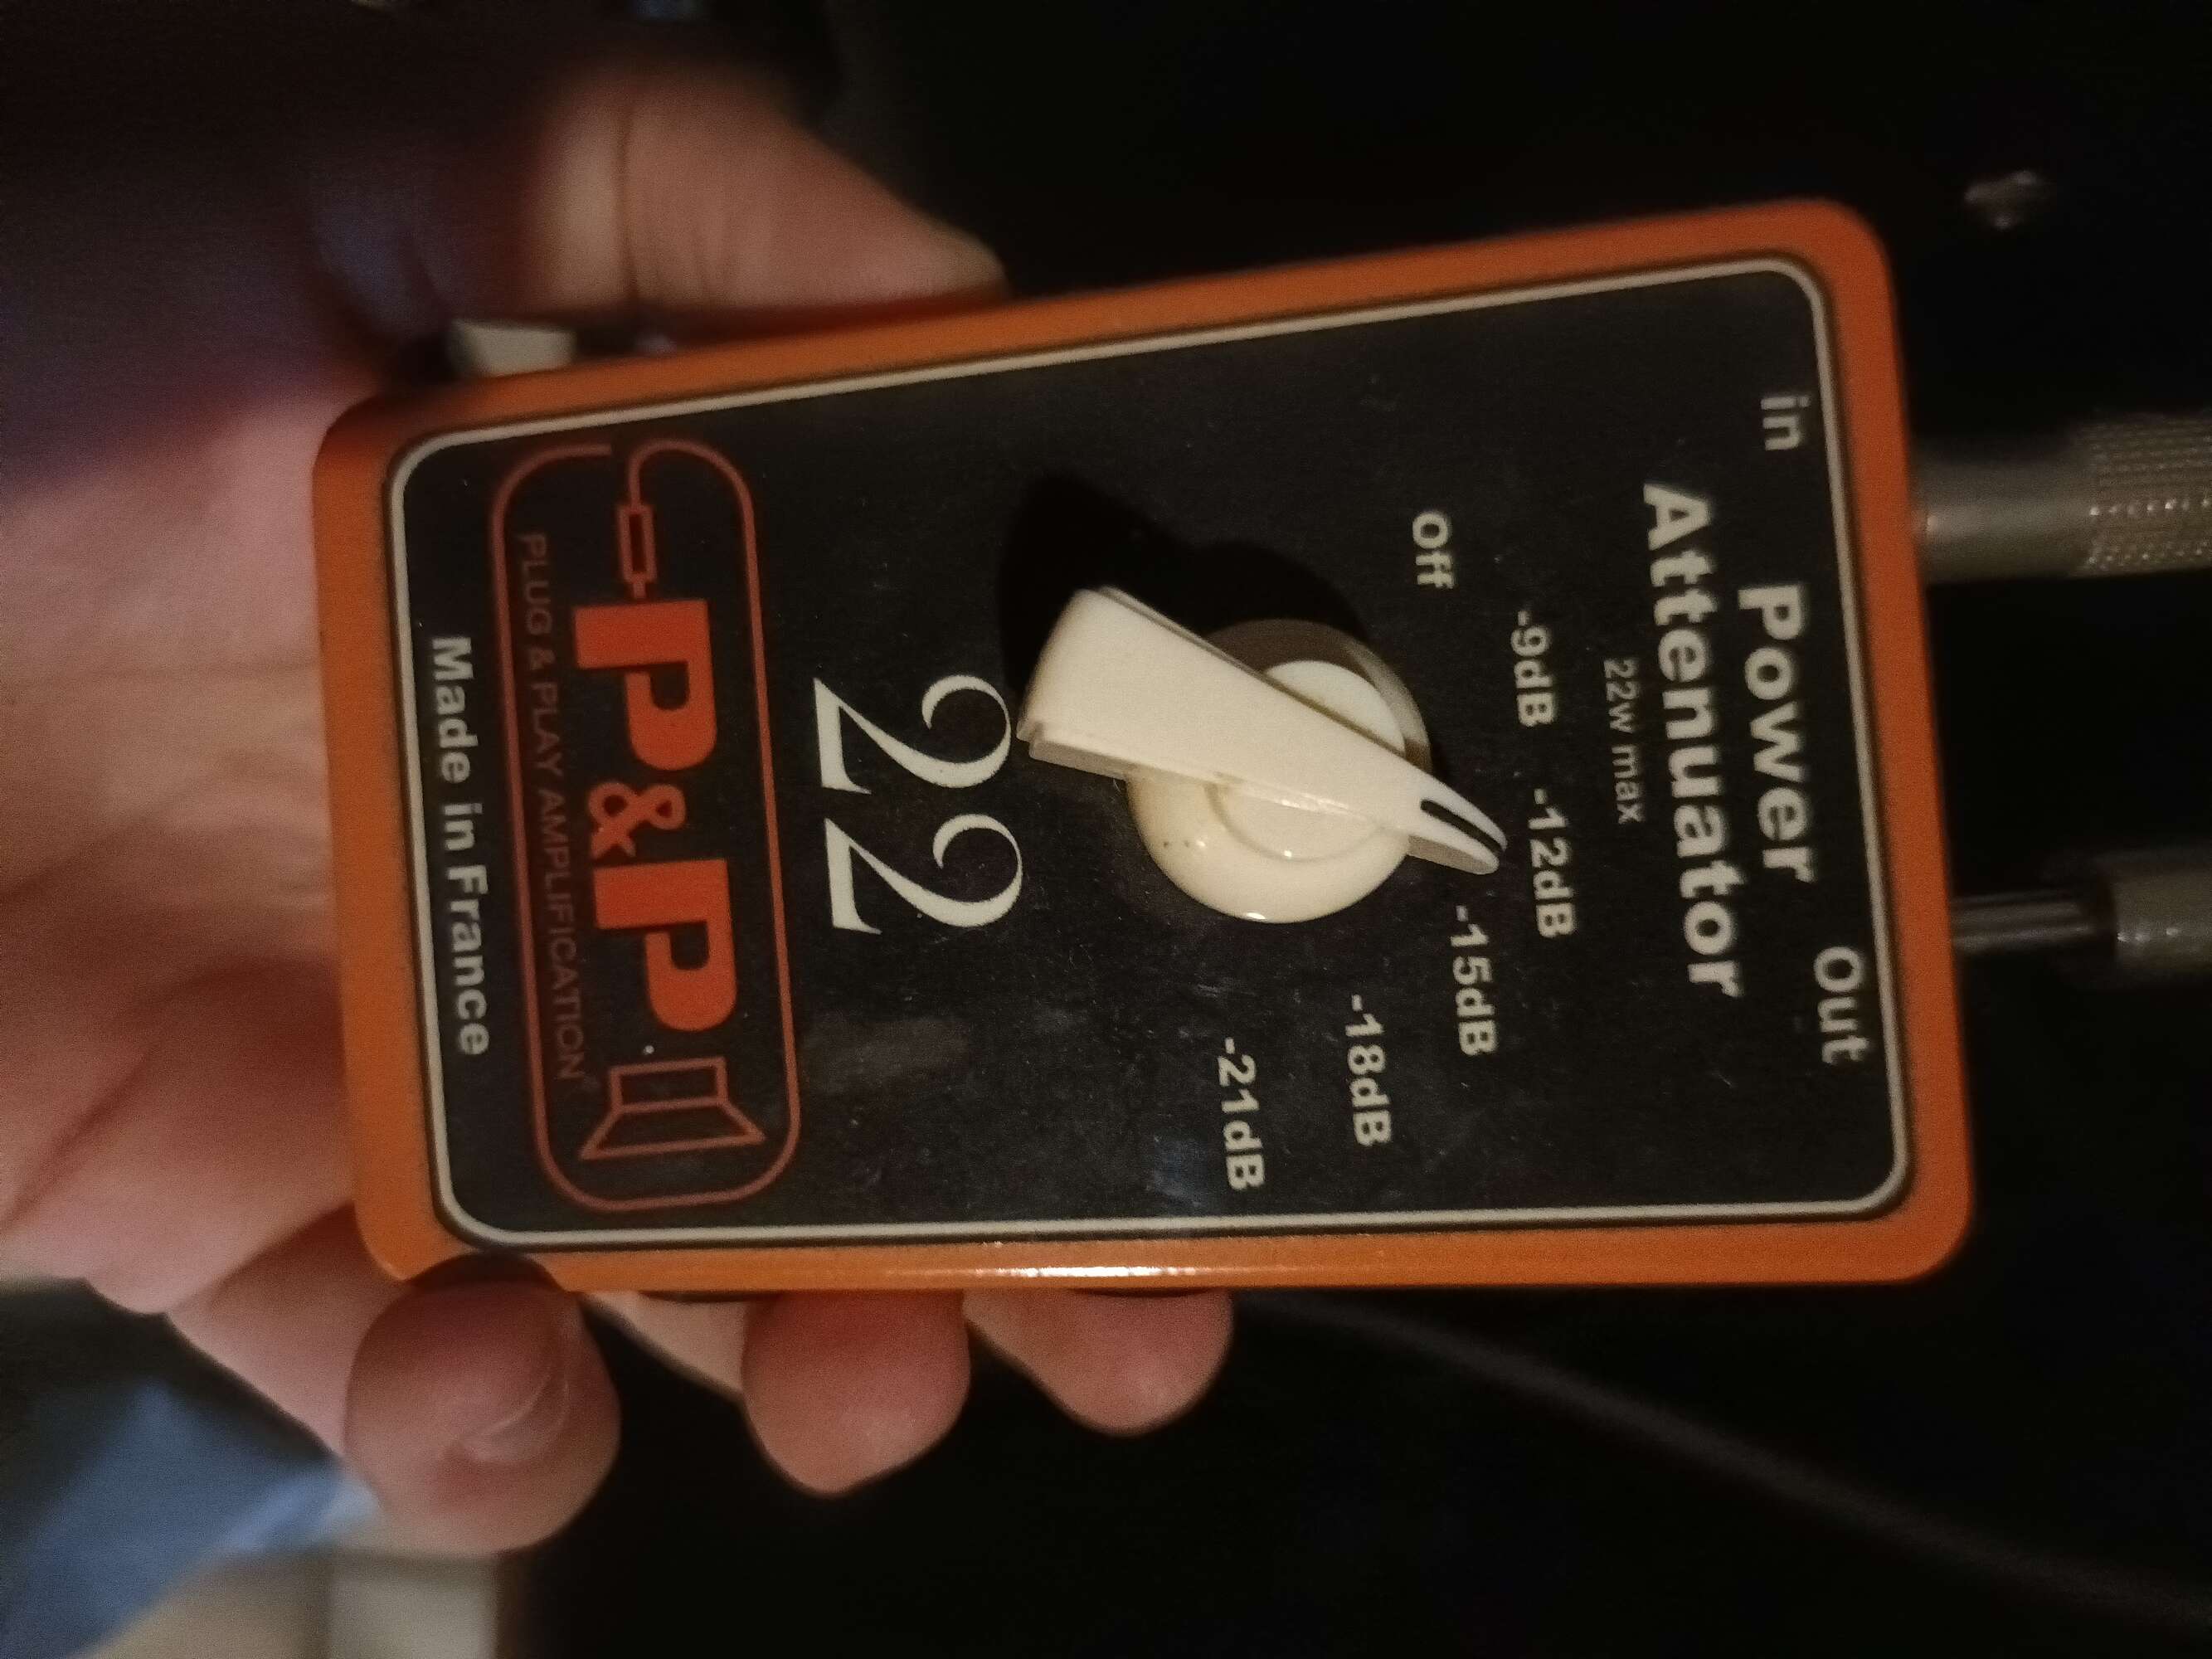 in
Out
Power
Attenuator
22w max
Off
-9dB
-12dB
-15dB
-18dB
-21dB
22
P&P
PLUG & PLAY AMPLIFICATION
Made in France